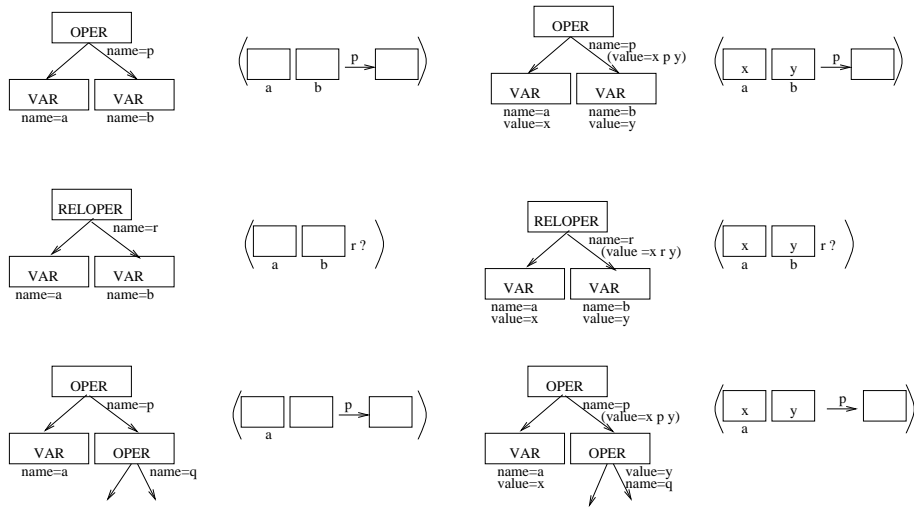 OPER
name=p
VAR VAR
name=a name=b
p
a b
OPER
name=p
(value=x p y)
VAR VAR
name=a name=b
value=x value=y
x y p
a b
RELOPER
name=r
VAR VAR
name=a name=b
r ?
a b
RELOPER
name=r
(value =x r y)
VAR VAR
name=a name=b
value=x value=y
x y r ?
a b
OPER
name=p
VAR OPER
name=a name=q
p
a
OPER
name=p
(value=x p y)
VAR OPER
name=a value=y
value=x name=q
x y p
a